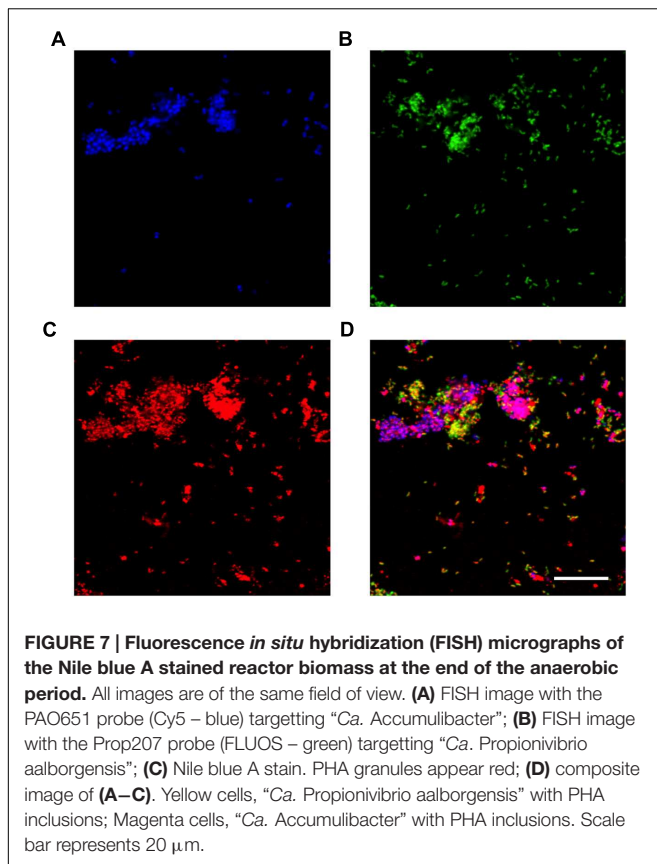 A
B
C
D
FIGURE 7 | Fluorescence in situ hybridization (FISH) micrographs of
the Nile blue A stained reactor biomass at the end of the anaerobic
period. All images are of the same field of view. (A) FISH image with the
PAO651 probe (Cy5 – blue) targetting “Ca. Accumulibacter”; (B) FISH image
with the Prop207 probe (FLUOS – green) targetting “Ca. Propionivibrio
aalborgensis”; (C) Nile blue A stain. PHA granules appear red; (D) composite
image of (A–C). Yellow cells, “Ca. Propionivibrio aalborgensis” with PHA
inclusions; Magenta cells, “Ca. Accumulibacter” with PHA inclusions. Scale
bar represents 20 μm.